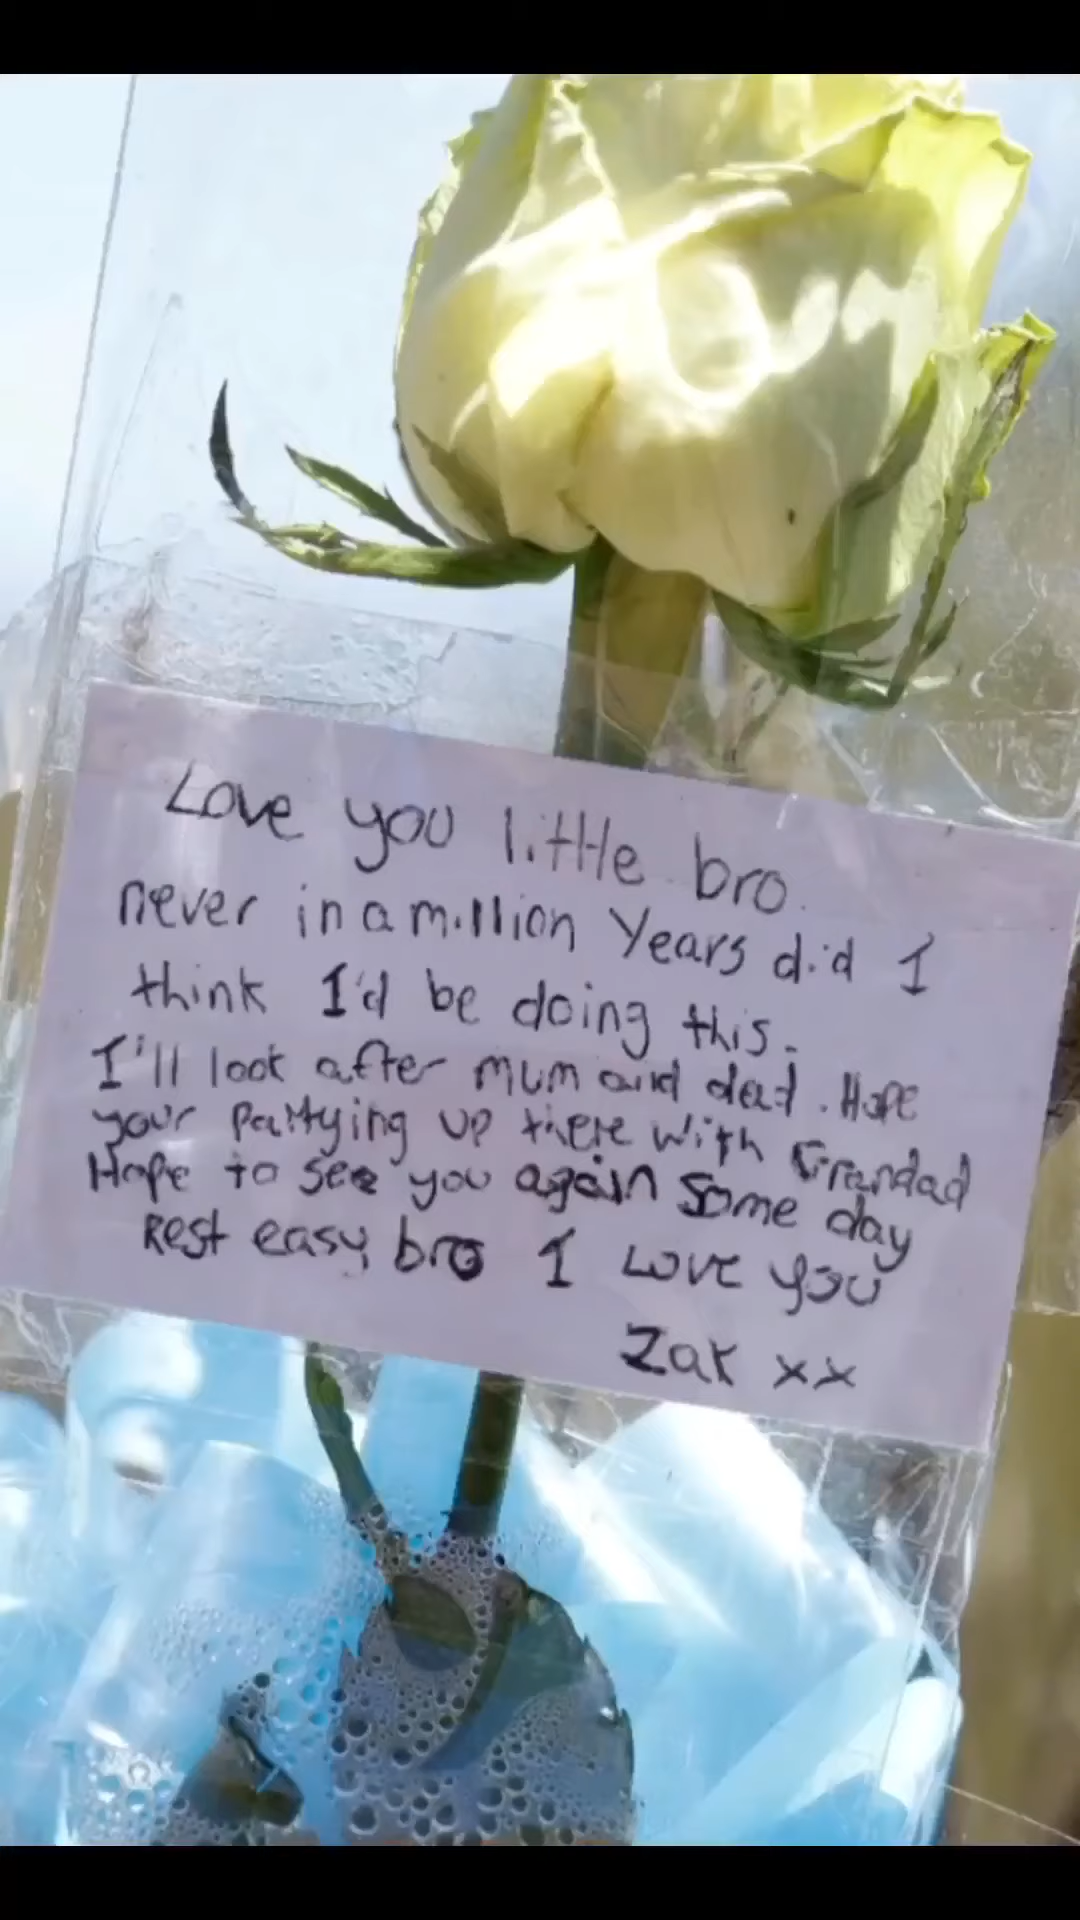 Love you little bro.
never in a million Years did I
think I'd be doing this.
I'll look after mum and dad. Hope
your Partying up there with Grandad
Hope to see you again Some day
Rest easy bro I Love you
Zak xx